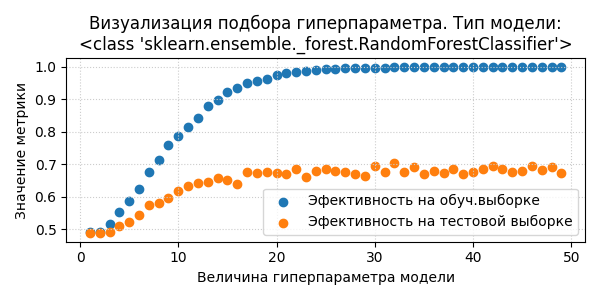 Визуализация подбора гиперпараметра. Тип модели:
<class 'sklearn.ensemble._forest.RandomForestClassifier'>
Значение метрики
1.0
0.9
0.8
0.7
0.6
0.5
Эфективность на обуч.выборке
Эфективность на тестовой выборке
0
10
20
30
40
50
Величина гиперпараметра модели